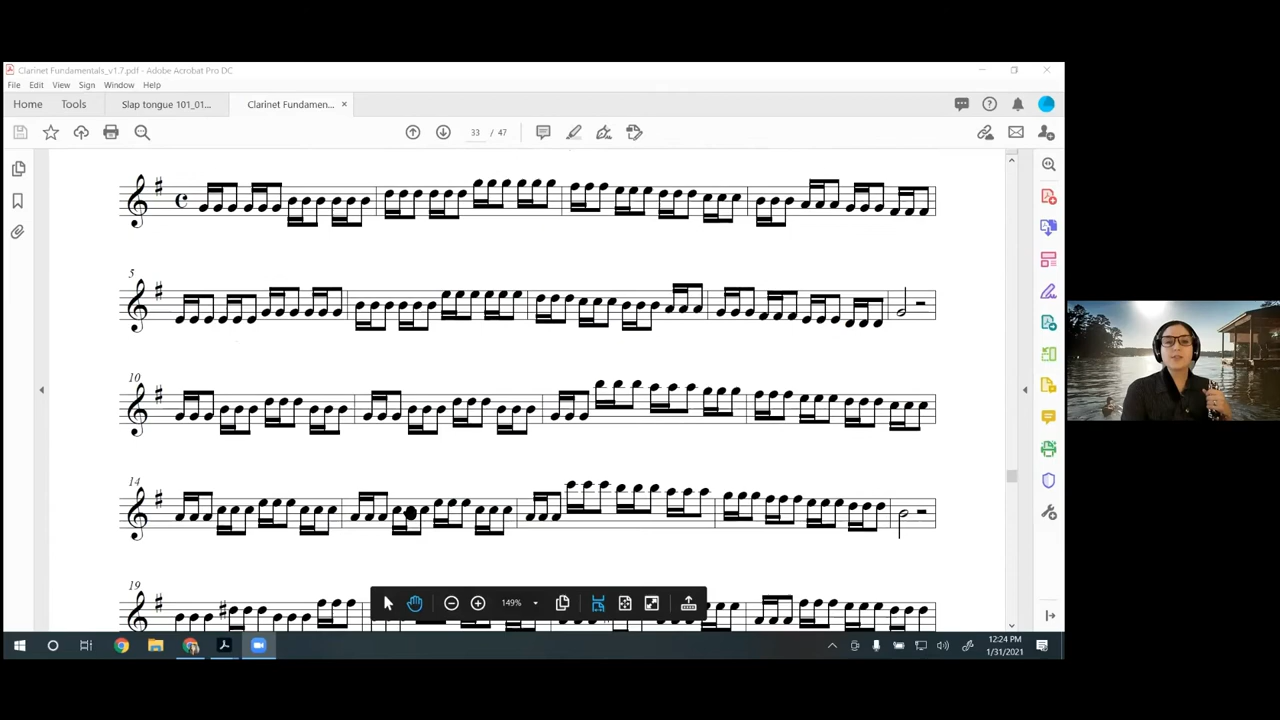 Clarinet Fundamentals_v1.7.pdf - Adobe Acrobat Pro DC
File Edit View Sign Window Help
Home Tools Slap tongue 101_01... Clarinet Fundamen... ×
33 / 47
5
10
14
19
149%
12:24 PM
1/31/2021